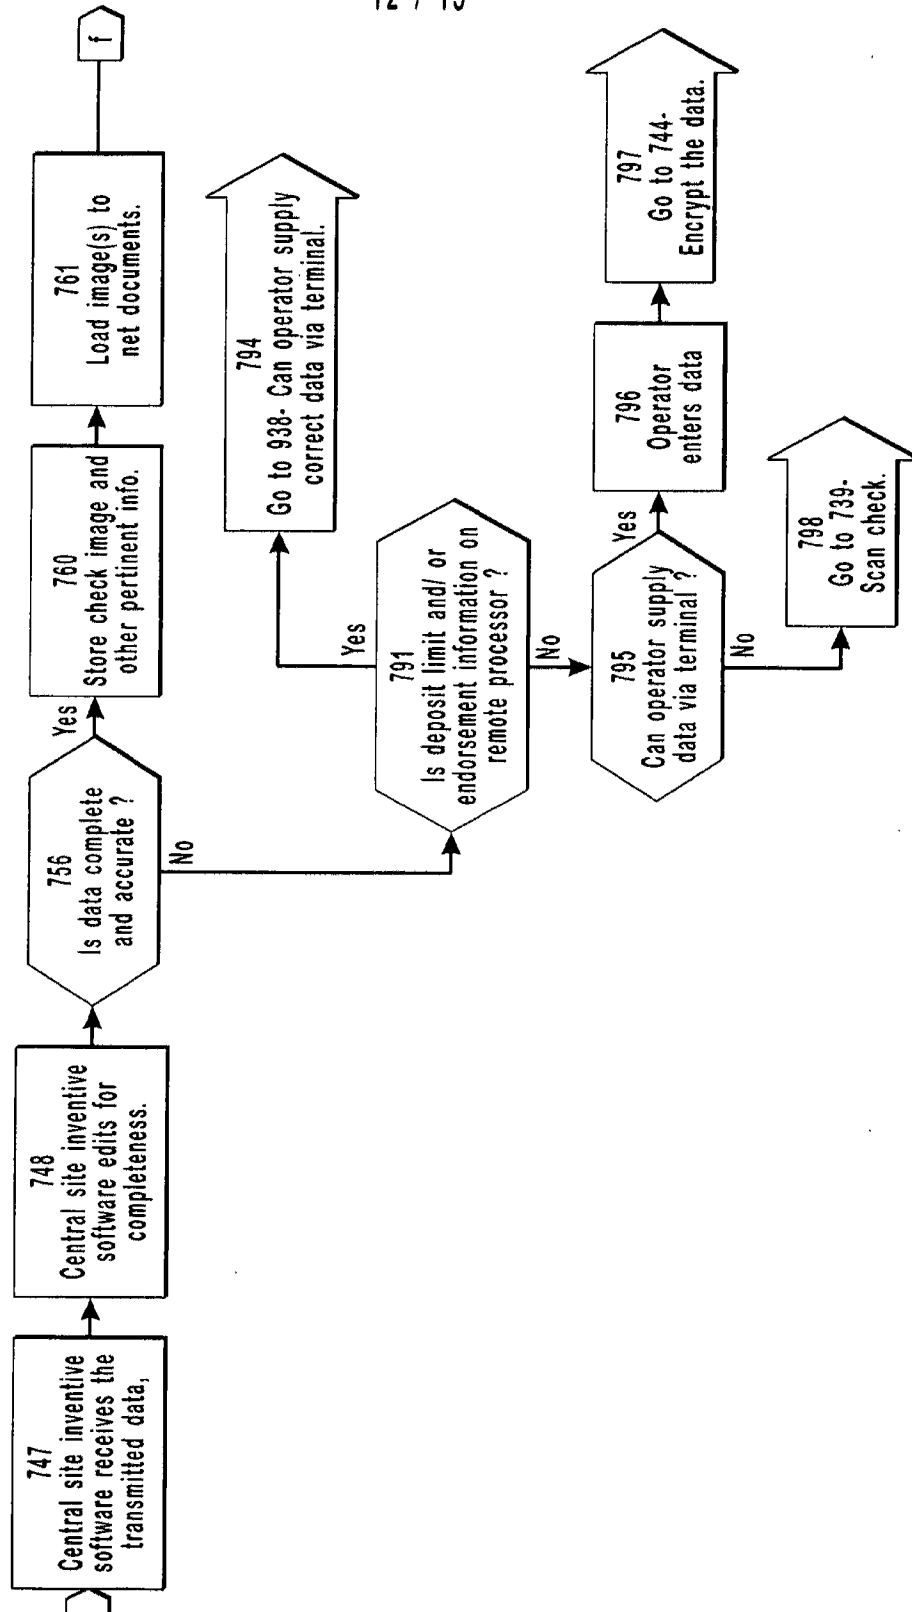 747
Central site inventive
software receives the
transmitted data,
748
Central site inventive
software edits for
completeness.
756
Is data complete
and accurate ?
Yes
No
760
Store check image and
other pertinent info.
761
Load image(s) to
net documents.
f
791
Is deposit limit and/ or
endorsement information on
remote processor ?
Yes
No
794
Go to 938- Can operator supply
correct data via terminal.
795
Can operator supply
data via terminal ?
Yes
No
796
Operator
enters data
797
Go to 744-
Encrypt the data.
798
Go to 739-
Scan check.